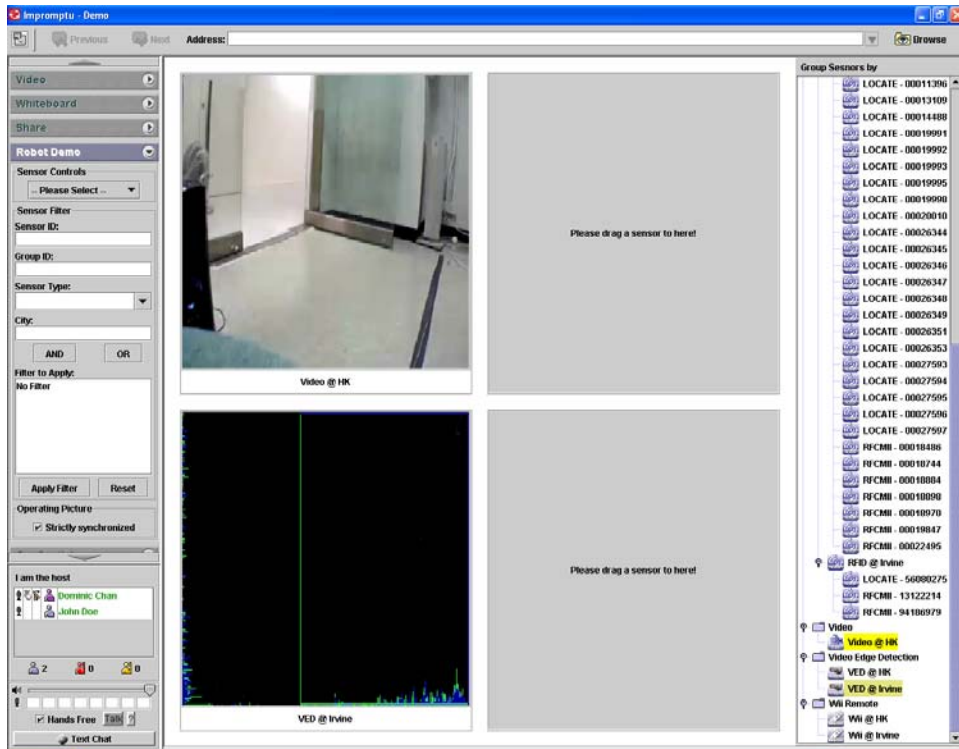 Impromptu - Demo
Previous Next Address: Browse
Video
Whiteboard
Share
Robot Demo
Sensor Controls
-- Please Select --
Sensor Filter
Sensor ID:
Group ID:
Sensor Type:
City:
AND OR
Filter to Apply:
No Filter
Apply Filter Reset
Operating Picture
Strictly synchronized
I am the host
Dominic Chan
John Doe
2 0 0
Hands Free Talk ?
Text Chat
Video @ HK
Please drag a sensor to here!
VED @ Irvine
Please drag a sensor to here!
Group Sesnors by
LOCATE - 00011396
LOCATE - 00013109
LOCATE - 00014488
LOCATE - 00019991
LOCATE - 00019992
LOCATE - 00019993
LOCATE - 00019995
LOCATE - 00019998
LOCATE - 00020010
LOCATE - 00026344
LOCATE - 00026345
LOCATE - 00026346
LOCATE - 00026347
LOCATE - 00026348
LOCATE - 00026349
LOCATE - 00026351
LOCATE - 00026353
LOCATE - 00027593
LOCATE - 00027594
LOCATE - 00027595
LOCATE - 00027596
LOCATE - 00027597
RFCMII - 00018486
RFCMII - 00018744
RFCMII - 00018884
RFCMII - 00018898
RFCMII - 00018970
RFCMII - 00019847
RFCMII - 00022495
RFID @ Irvine
LOCATE - 56080275
RFCMII - 13122214
RFCMII - 94186979
Video
Video @ HK
Video Edge Detection
VED @ HK
VED @ Irvine
Wii Remote
Wii @ HK
Wii @ Irvine